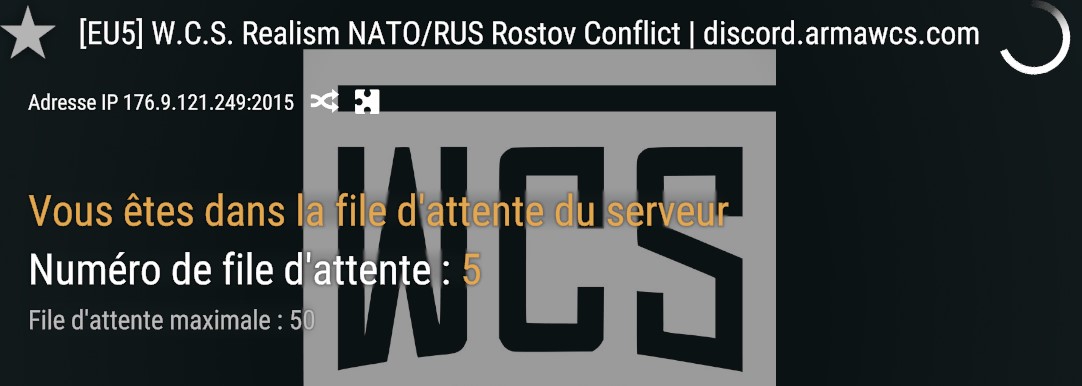 [EU5] W.C.S. Realism NATO/RUS Rostov Conflict | discord.armawcs.com
Adresse IP 176.9.121.249:2015
WCS
Vous êtes dans la file d'attente du serveur
Numéro de file d'attente : 5
File d'attente maximale : 50